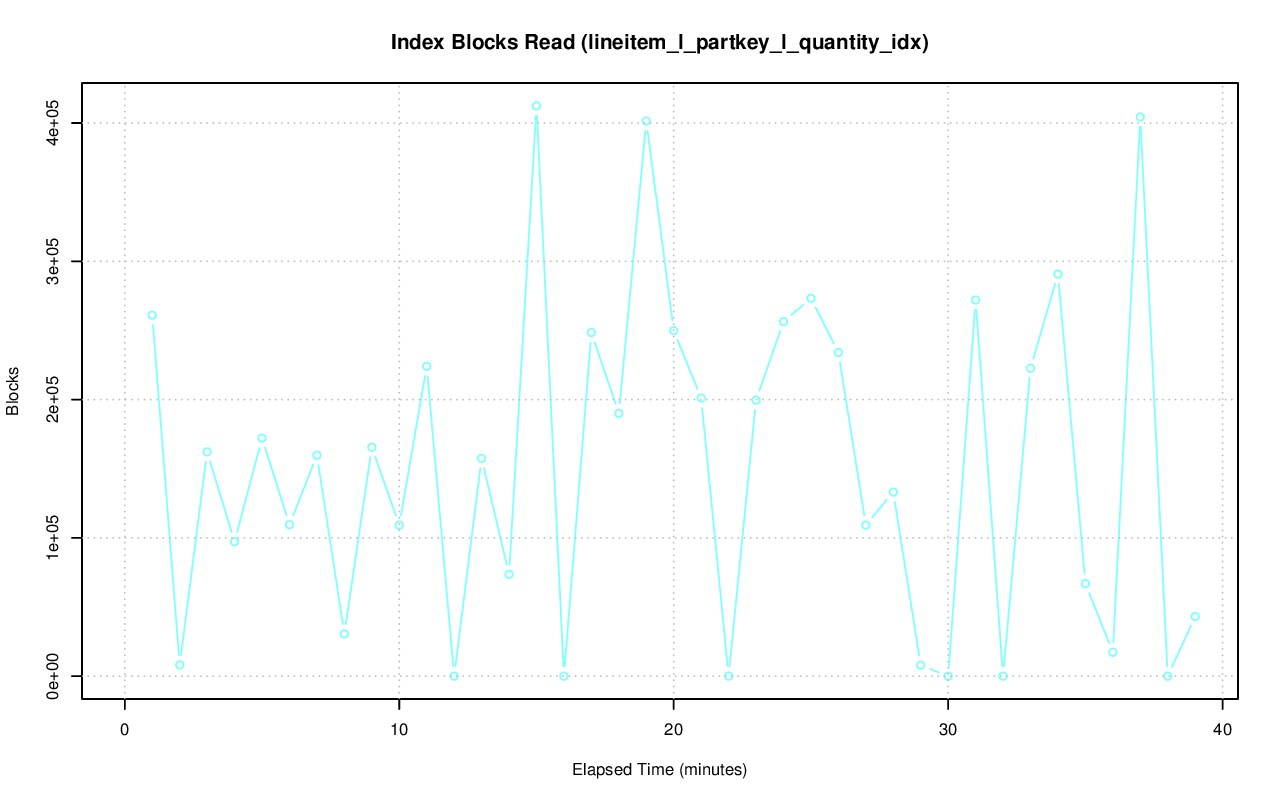 Index Blocks Read (lineitem_l_partkey_l_quantity_idx)
4e+05
3e+05
2e+05
1e+05
0e+00
Blocks
0 10 20 30 40
Elapsed Time (minutes)